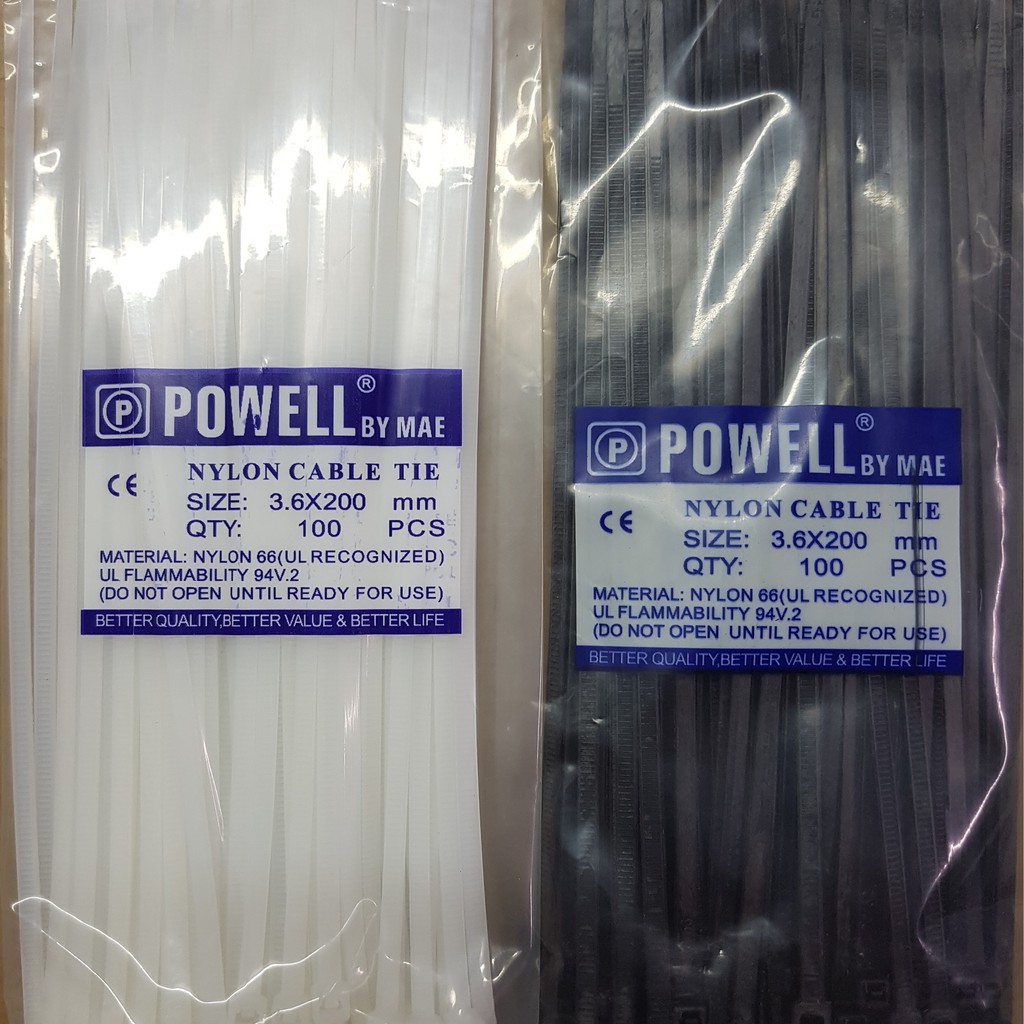 P POWELL® BY MAE
CE NYLON CABLE TIE
SIZE: 3.6X200 mm
QTY: 100 PCS
MATERIAL: NYLON 66(UL RECOGNIZED)
UL FLAMMABILITY 94V.2
(DO NOT OPEN UNTIL READY FOR USE)
BETTER QUALITY,BETTER VALUE & BETTER LIFE
P POWELL® BY MAE
CE NYLON CABLE TIE
SIZE: 3.6X200 mm
QTY: 100 PCS
MATERIAL: NYLON 66(UL RECOGNIZED)
UL FLAMMABILITY 94V.2
(DO NOT OPEN UNTIL READY FOR USE)
BETTER QUALITY,BETTER VALUE & BETTER LIFE